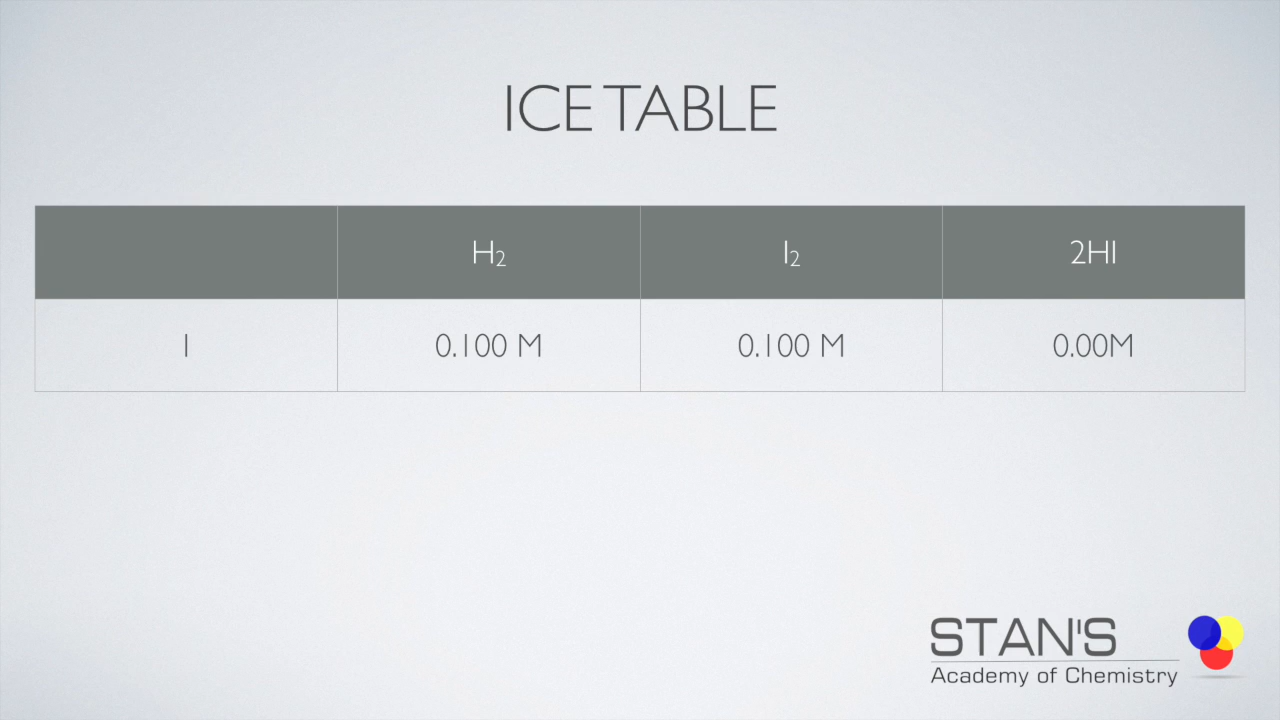 ICE TABLE
H₂ I₂ 2HI
I 0.100 M 0.100 M 0.00M
STAN'S
Academy of Chemistry